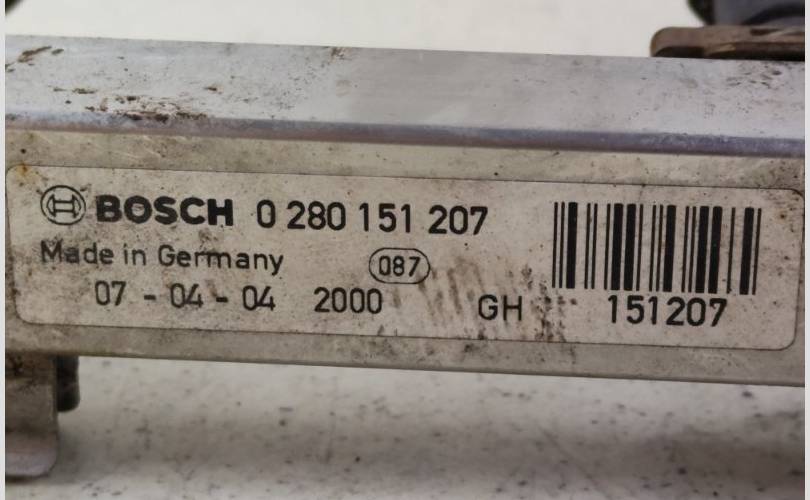 BOSCH 0 280 151 207
Made in Germany 087
07 - 04 - 04 2000 GH 151207